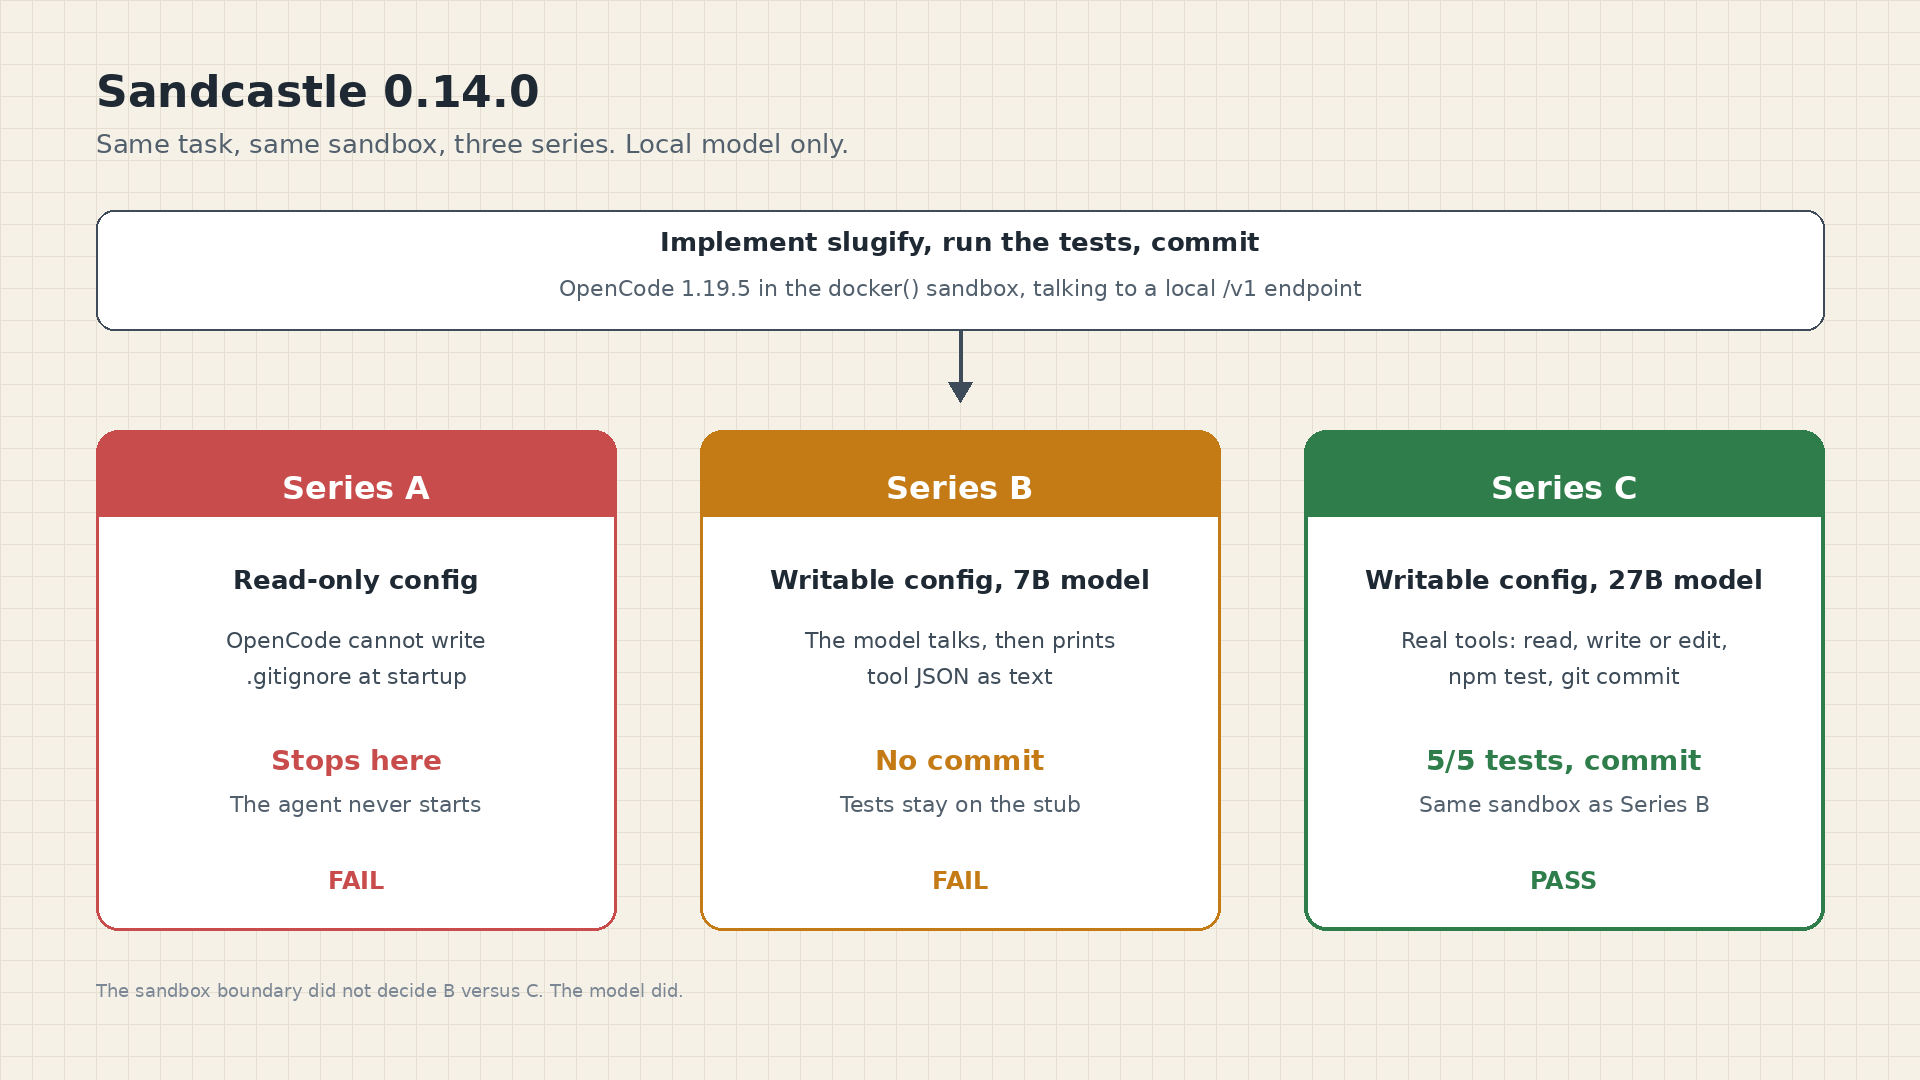 Sandcastle 0.14.0
Same task, same sandbox, three series. Local model only.
Implement slugify, run the tests, commit
OpenCode 1.19.5 in the docker() sandbox, talking to a local /v1 endpoint
Series A
Read-only config
OpenCode cannot write
.gitignore at startup
Stops here
The agent never starts
FAIL
Series B
Writable config, 7B model
The model talks, then prints
tool JSON as text
No commit
Tests stay on the stub
FAIL
Series C
Writable config, 27B model
Real tools: read, write or edit,
npm test, git commit
5/5 tests, commit
Same sandbox as Series B
PASS
The sandbox boundary did not decide B versus C. The model did.